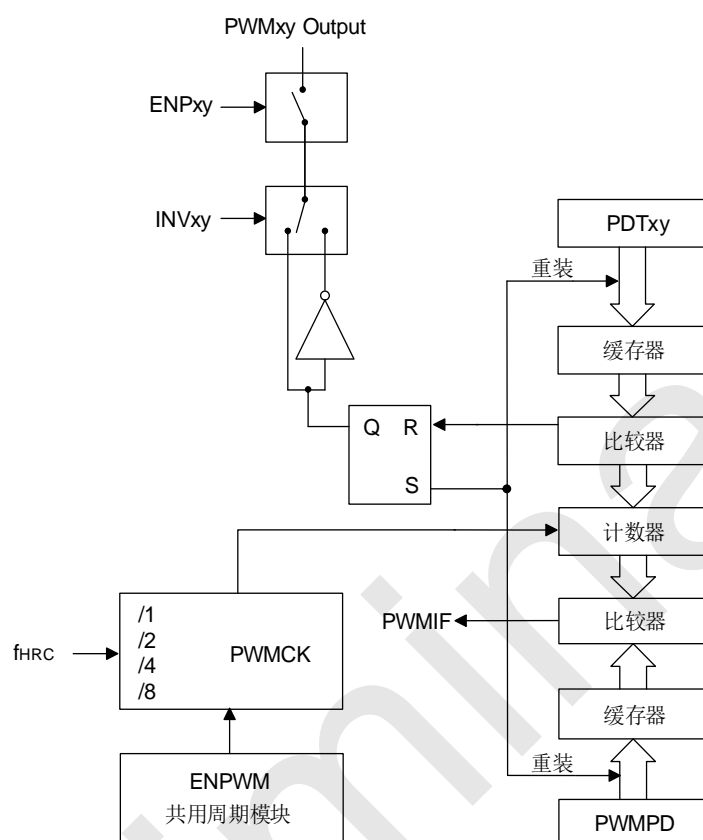 PWMxy Output
ENPxy
INVxy
PDTxy
重装
缓存器
Q R
S
比较器
计数器
/1
/2
/4
/8
PWMCK
fHRC
PWMIF
比较器
缓存器
重装
ENPWM
共用周期模块
PWMPD